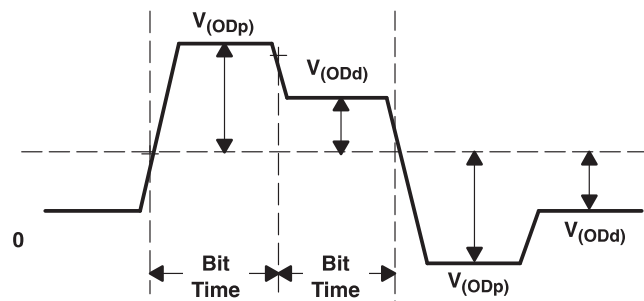 V(ODp)
V(ODd)
0
Bit
Time
Bit
Time
V(ODp)
V(ODd)